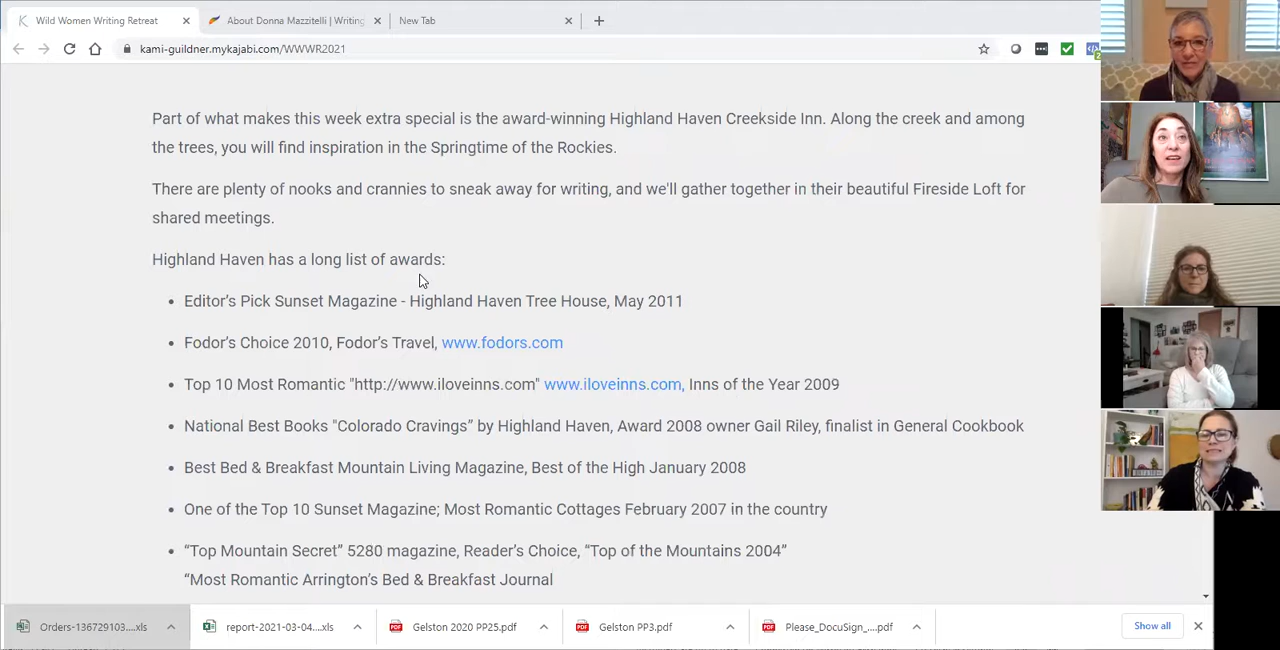 Wild Women Writing Retreat
About Donna Mazzitelli | Writing
New Tab
kami-guildner.mykajabi.com/WWWR2021
Part of what makes this week extra special is the award-winning Highland Haven Creekside Inn. Along the creek and among
the trees, you will find inspiration in the Springtime of the Rockies.
There are plenty of nooks and crannies to sneak away for writing, and we'll gather together in their beautiful Fireside Loft for
shared meetings.
Highland Haven has a long list of awards:
• Editor’s Pick Sunset Magazine - Highland Haven Tree House, May 2011
• Fodor’s Choice 2010, Fodor’s Travel, www.fodors.com
• Top 10 Most Romantic "http://www.iloveinns.com" www.iloveinns.com, Inns of the Year 2009
• National Best Books "Colorado Cravings” by Highland Haven, Award 2008 owner Gail Riley, finalist in General Cookbook
• Best Bed & Breakfast Mountain Living Magazine, Best of the High January 2008
• One of the Top 10 Sunset Magazine; Most Romantic Cottages February 2007 in the country
• “Top Mountain Secret” 5280 magazine, Reader’s Choice, “Top of the Mountains 2004”
“Most Romantic Arrington’s Bed & Breakfast Journal
Orders-136729103....xls
report-2021-03-04....xls
Gelston 2020 PP25.pdf
Gelston PP3.pdf
Please_DocuSign_....pdf
Show all